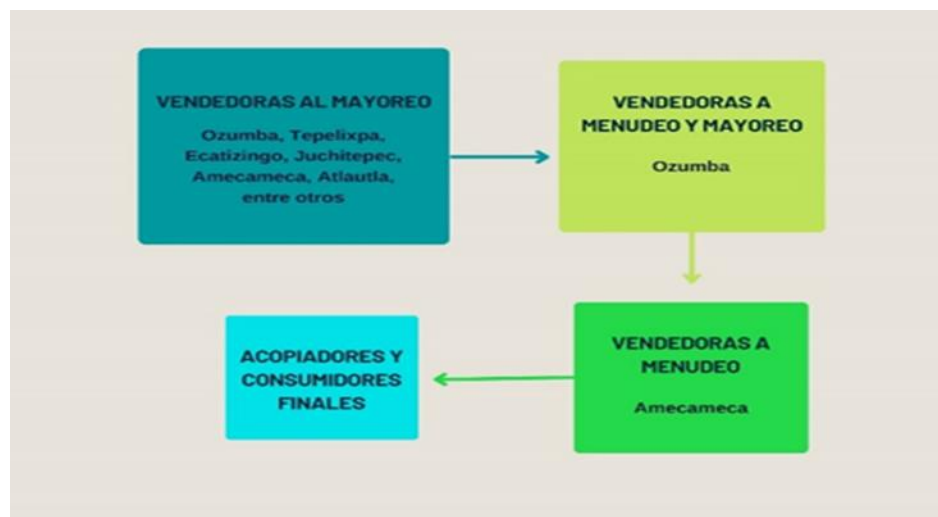 VENDEDORAS AL MAYOREO
Ozumba, Tepelixpa,
Ecatizingo, Juchitepec,
Amecameca, Atlautla,
entre otros
VENDEDORAS A
MENUDEO Y MAYOREO
Ozumba
VENDEDORAS A
MENUDEO
Amecameca
ACOPIADORES Y
CONSUMIDORES
FINALES